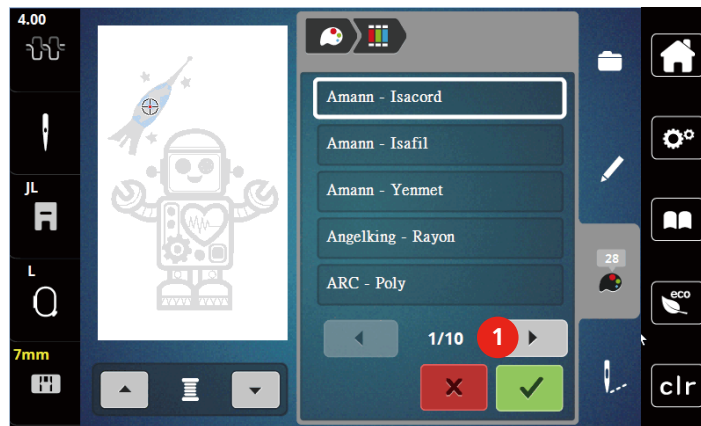 4.00
JL
L
7mm
Amann - Isacord
Amann - Isafil
Amann - Yenmet
Angelking - Rayon
ARC - Poly
1/10
1
28
eco
clr